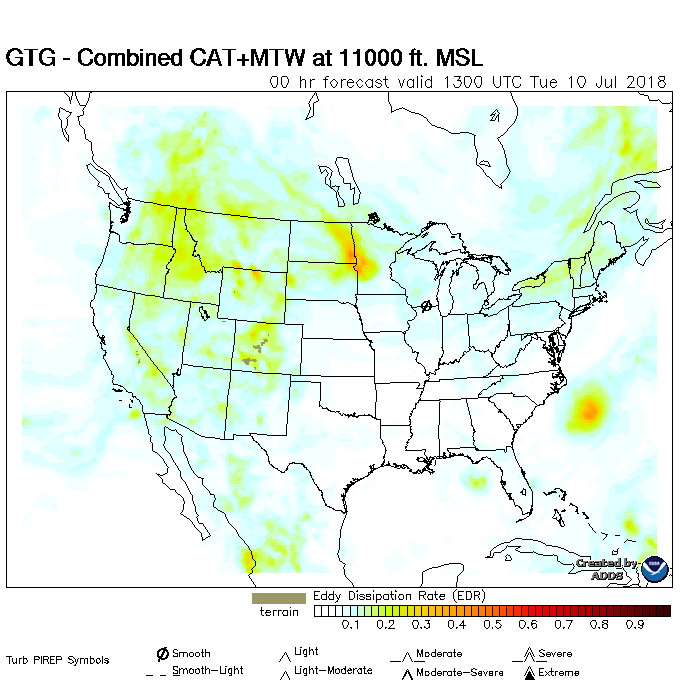 GTG - Combined CAT+MTW at 11000 ft. MSL
00 hr forecast valid 1300 UTC Tue 10 Jul 2018
Created by
ADDS
Eddy Dissipation Rate (EDR)
terrain
0.1 0.2 0.3 0.4 0.5 0.6 0.7 0.8 0.9
Turb PIREP Symbols
Smooth Light Moderate Severe
Smooth-Light Light-Moderate Moderate-Severe Extreme